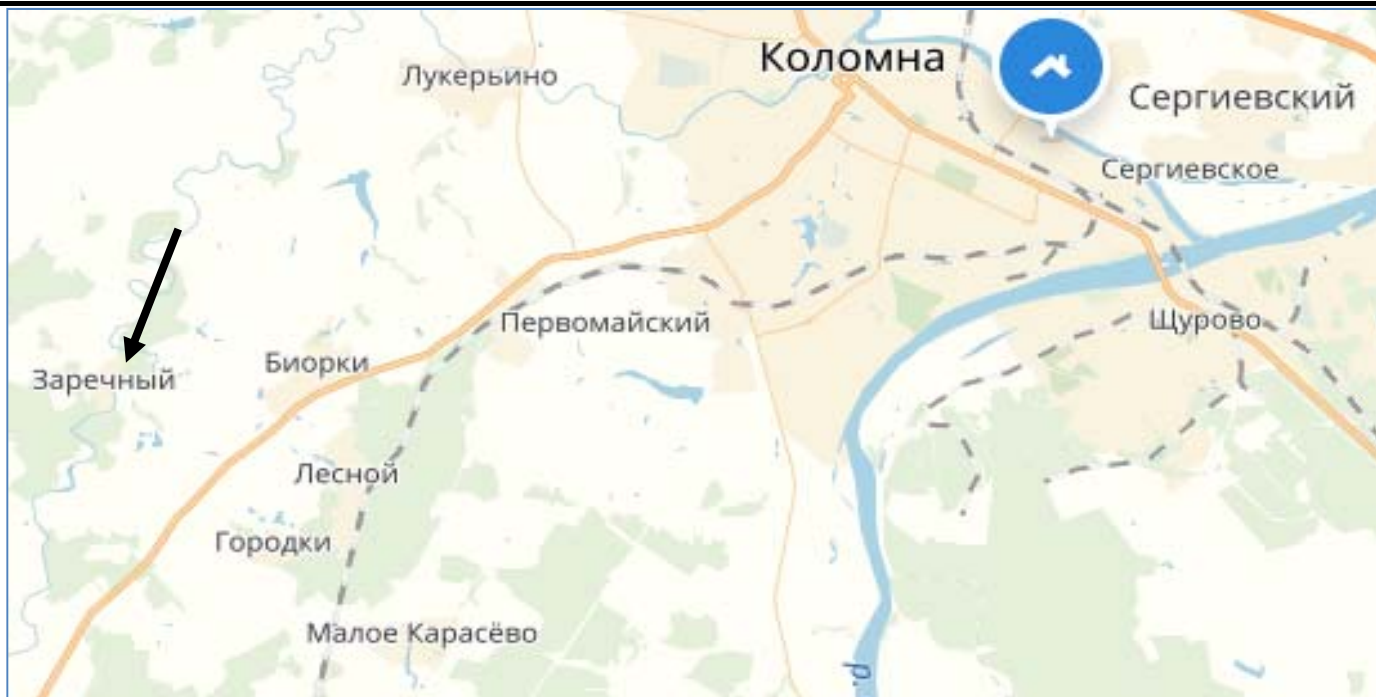 Коломна
Лукерьино
Сергиевский
Сергиевское
Первомайский
Щурово
Биорки
Заречный
Лесной
Городки
Малое Карасёво
р.